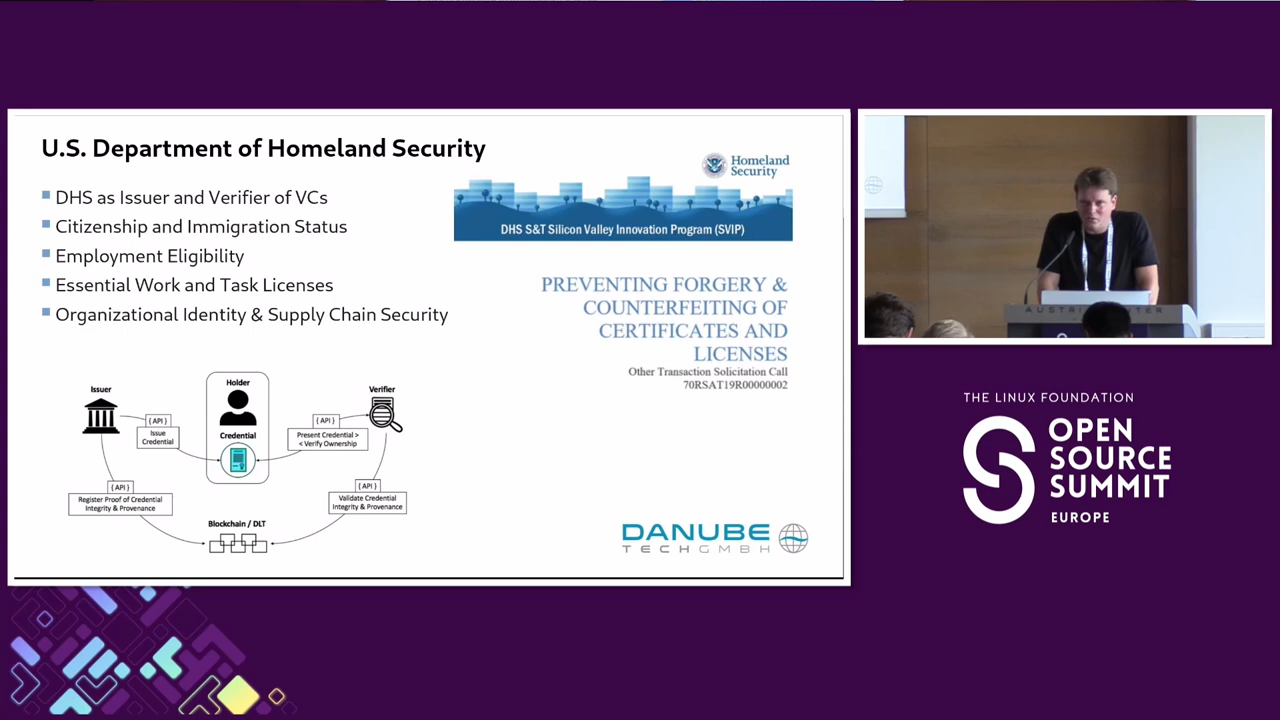 U.S. Department of Homeland Security
DHS as Issuer and Verifier of VCs
Citizenship and Immigration Status
Employment Eligibility
Essential Work and Task Licenses
Organizational Identity & Supply Chain Security
Homeland
Security
DHS S&T Silicon Valley Innovation Program (SVIP)
PREVENTING FORGERY &
COUNTERFEITING OF
CERTIFICATES AND
LICENSES
Other Transaction Solicitation Call
70RSAT19R00000002
Issuer
Holder
Verifier
{ API }
Issue
Credential
Credential
{ API }
Present Credential >
< Verify Ownership
{ API }
Register Proof of Credential
Integrity & Provenance
{ API }
Validate Credential
Integrity & Provenance
Blockchain / DLT
DANUBE
TECH GMBH
THE LINUX FOUNDATION
OPEN
SOURCE
SUMMIT
EUROPE